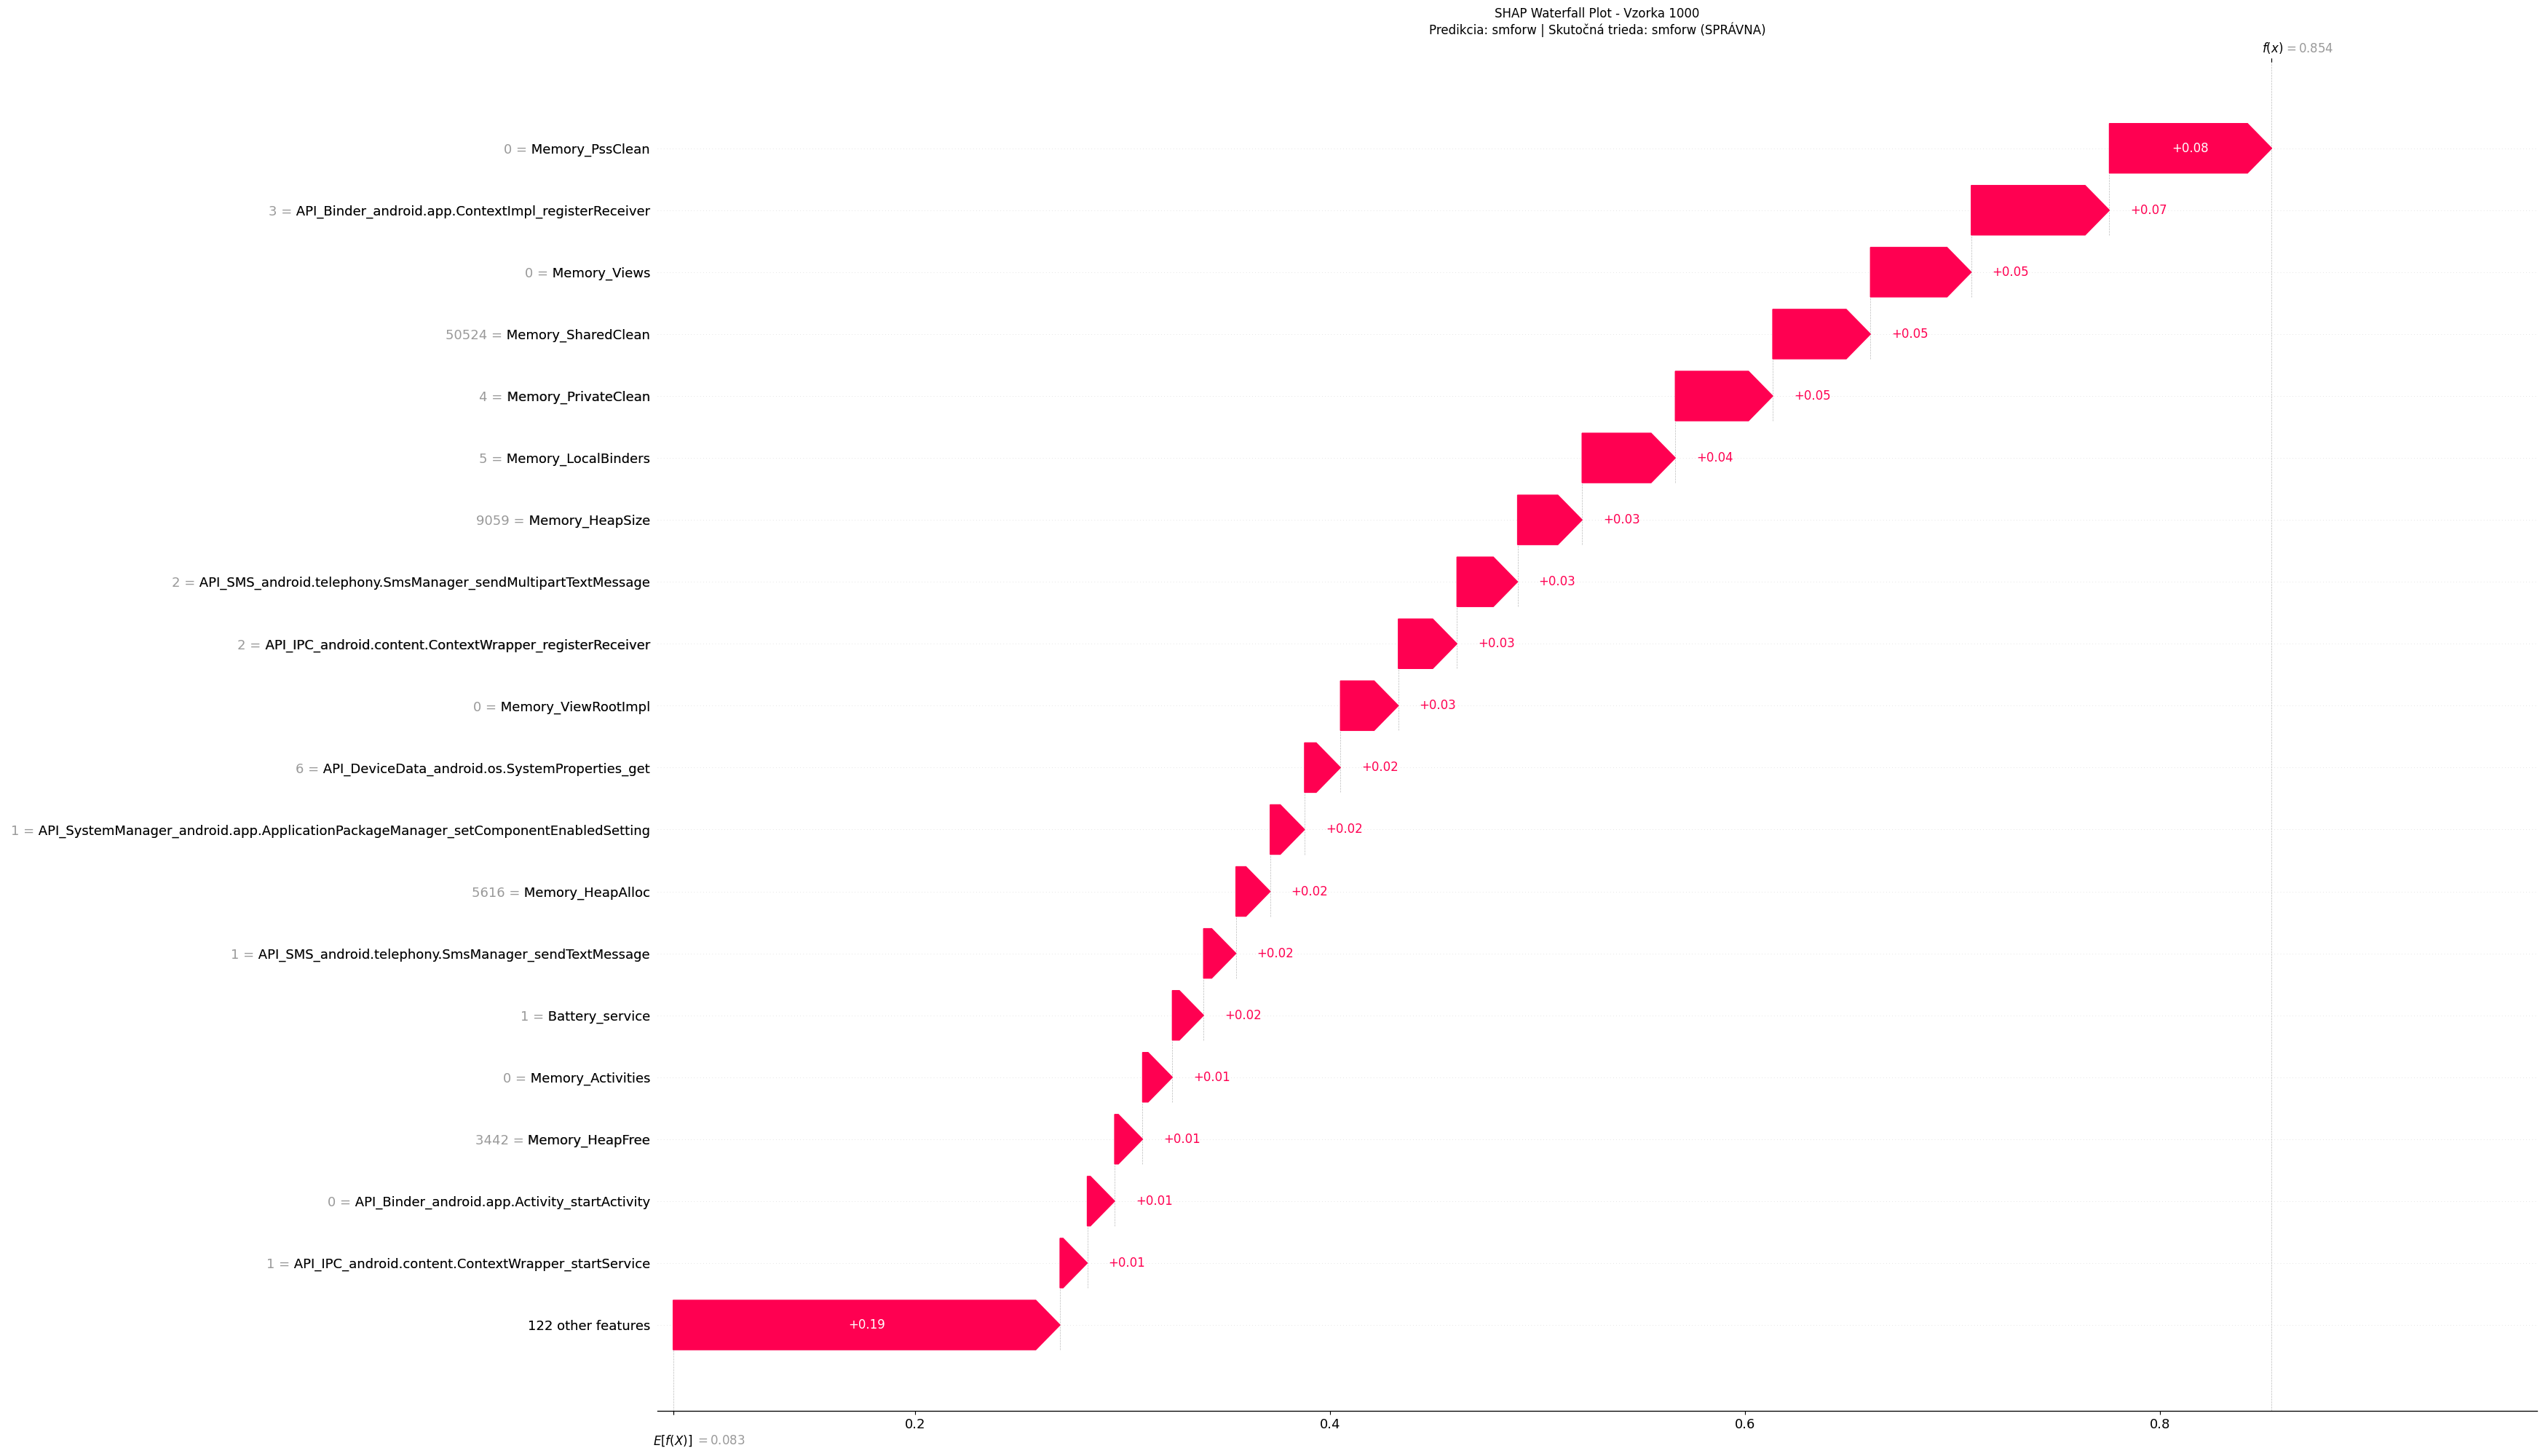 SHAP Waterfall Plot - Vzorka 1000
Predikcia: smforw | Skutočná trieda: smforw (SPRÁVNA)
f(x) = 0.854
0 = Memory_PssClean +0.08
3 = API_Binder_android.app.ContextImpl_registerReceiver +0.07
0 = Memory_Views +0.05
50524 = Memory_SharedClean +0.05
4 = Memory_PrivateClean +0.05
5 = Memory_LocalBinders +0.04
9059 = Memory_HeapSize +0.03
2 = API_SMS_android.telephony.SmsManager_sendMultipartTextMessage +0.03
2 = API_IPC_android.content.ContextWrapper_registerReceiver +0.03
0 = Memory_ViewRootImpl +0.03
6 = API_DeviceData_android.os.SystemProperties_get +0.02
1 = API_SystemManager_android.app.ApplicationPackageManager_setComponentEnabledSetting +0.02
5616 = Memory_HeapAlloc +0.02
1 = API_SMS_android.telephony.SmsManager_sendTextMessage +0.02
1 = Battery_service +0.02
0 = Memory_Activities +0.01
3442 = Memory_HeapFree +0.01
0 = API_Binder_android.app.Activity_startActivity +0.01
1 = API_IPC_android.content.ContextWrapper_startService +0.01
122 other features +0.19
0.2 0.4 0.6 0.8
E[f(X)] = 0.083